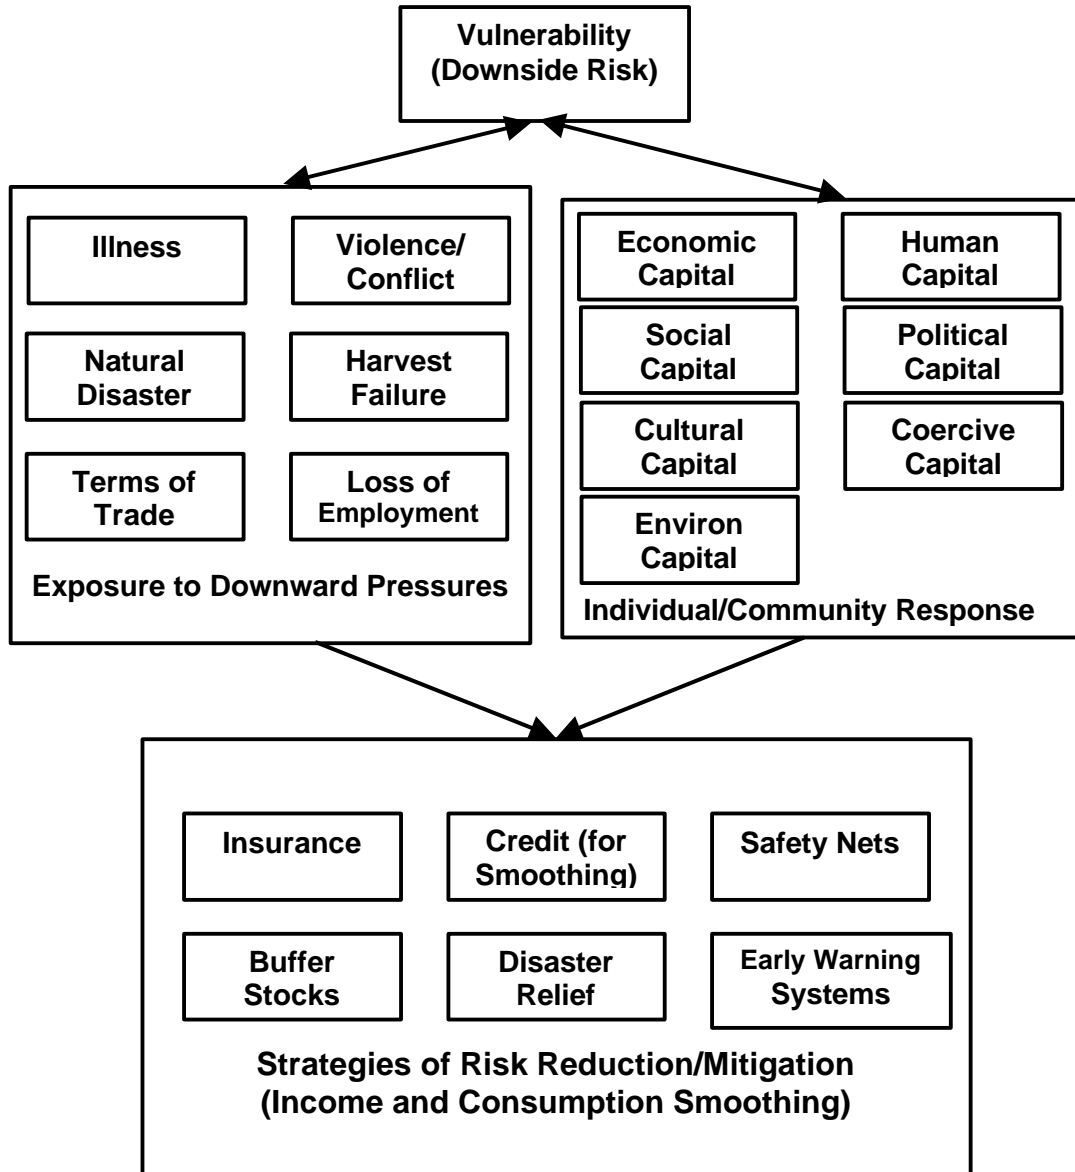 Vulnerability
(Downside Risk)
Illness
Violence/
Conflict
Natural
Disaster
Harvest
Failure
Terms of
Trade
Loss of
Employment
Exposure to Downward Pressures
Economic
Capital
Human
Capital
Social
Capital
Political
Capital
Cultural
Capital
Coercive
Capital
Environ
Capital
Individual/Community Response
Insurance
Credit (for
Smoothing)
Safety Nets
Buffer
Stocks
Disaster
Relief
Early Warning
Systems
Strategies of Risk Reduction/Mitigation
(Income and Consumption Smoothing)